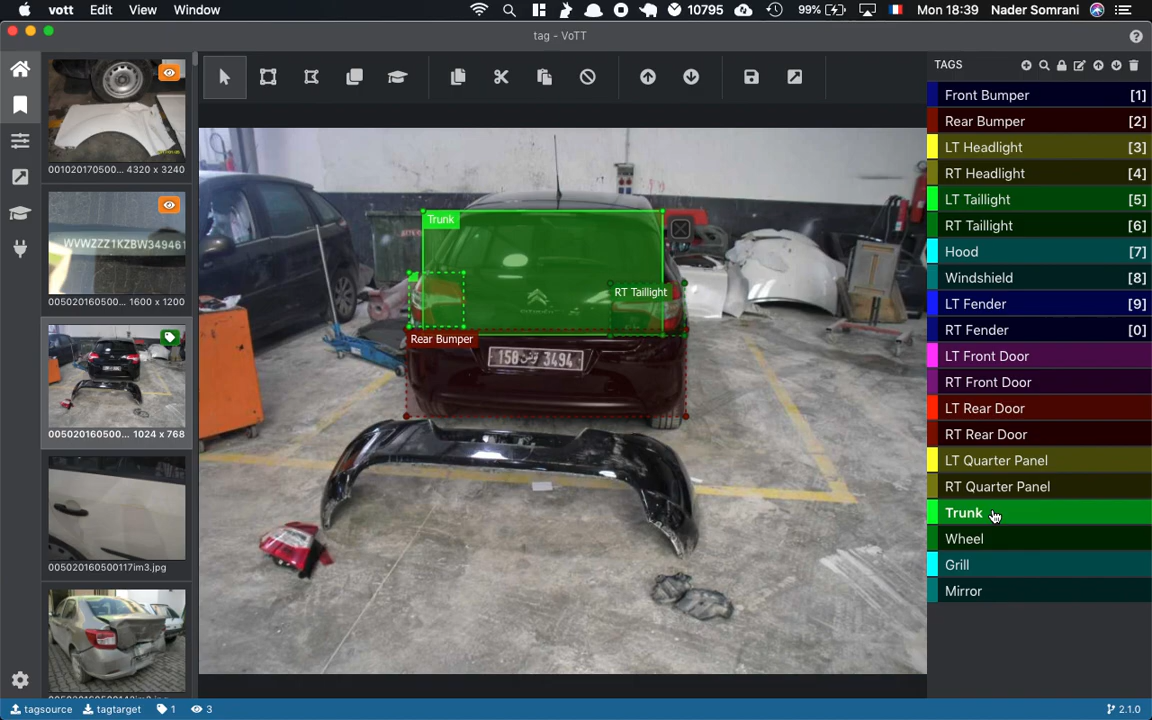 vott Edit View Window 10795 99% Mon 18:39 Nader Somrani
tag - VoTT
001020170500... 4320 x 3240
WVWZZZ1KZBW349461
005020160500... 1600 x 1200
005020160500... 1024 x 768
005020160500117im3.jpg
Trunk
RT Taillight
Rear Bumper
158 تونس 3494
TAGS
Front Bumper [1]
Rear Bumper [2]
LT Headlight [3]
RT Headlight [4]
LT Taillight [5]
RT Taillight [6]
Hood [7]
Windshield [8]
LT Fender [9]
RT Fender [0]
LT Front Door
RT Front Door
LT Rear Door
RT Rear Door
LT Quarter Panel
RT Quarter Panel
Trunk
Wheel
Grill
Mirror
tagsource tagtarget 1 3 2.1.0